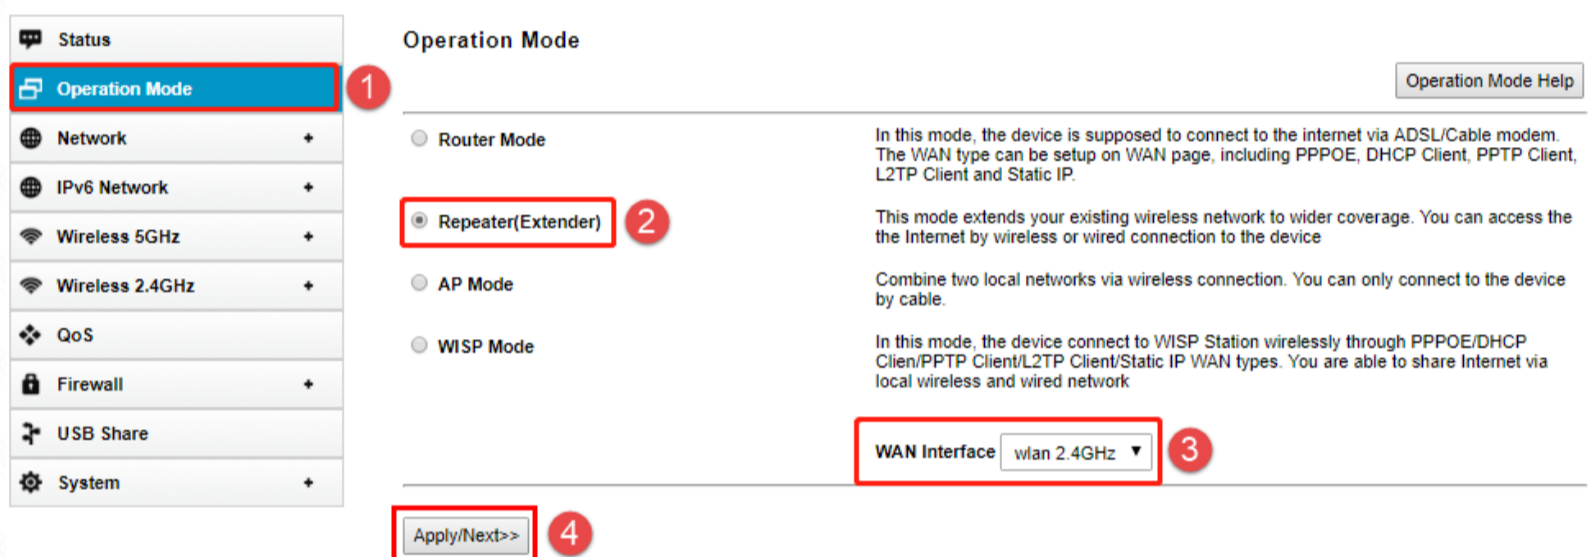 Status
Operation Mode
1
Network +
IPv6 Network +
Wireless 5GHz +
Wireless 2.4GHz +
QoS
Firewall +
USB Share
System +
Operation Mode
Operation Mode Help
Router Mode
In this mode, the device is supposed to connect to the internet via ADSL/Cable modem.
The WAN type can be setup on WAN page, including PPPOE, DHCP Client, PPTP Client,
L2TP Client and Static IP.
Repeater(Extender)
2
This mode extends your existing wireless network to wider coverage. You can access the
the Internet by wireless or wired connection to the device
AP Mode
Combine two local networks via wireless connection. You can only connect to the device
by cable.
WISP Mode
In this mode, the device connect to WISP Station wirelessly through PPPOE/DHCP
Clien/PPTP Client/L2TP Client/Static IP WAN types. You are able to share Internet via
local wireless and wired network
WAN Interface wlan 2.4GHz
3
Apply/Next>>
4